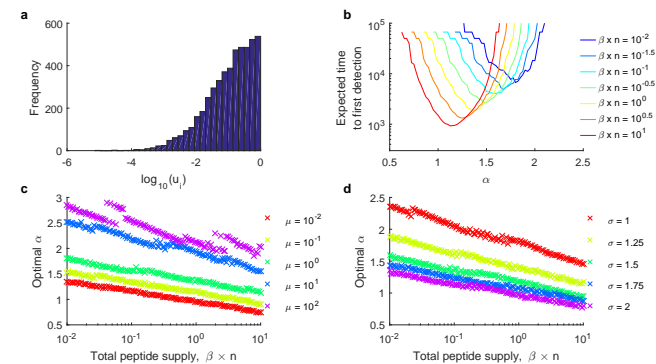 a
600
400
200
0
Frequency
-6
-4
-2
0
log10(ui)
b
10^5
10^4
10^3
Expected time
to first detection
0.5
1
1.5
2
2.5
α
β x n = 10^-2
β x n = 10^-1.5
β x n = 10^-1
β x n = 10^-0.5
β x n = 10^0
β x n = 10^0.5
β x n = 10^1
c
3
2.5
2
1.5
1
0.5
Optimal α
10^-2
10^-1
10^0
10^1
Total peptide supply, β × n
μ = 10^-2
μ = 10^-1
μ = 10^0
μ = 10^1
μ = 10^2
d
2.5
2
1.5
1
0.5
Optimal α
10^-2
10^-1
10^0
10^1
Total peptide supply, β × n
σ = 1
σ = 1.25
σ = 1.5
σ = 1.75
σ = 2